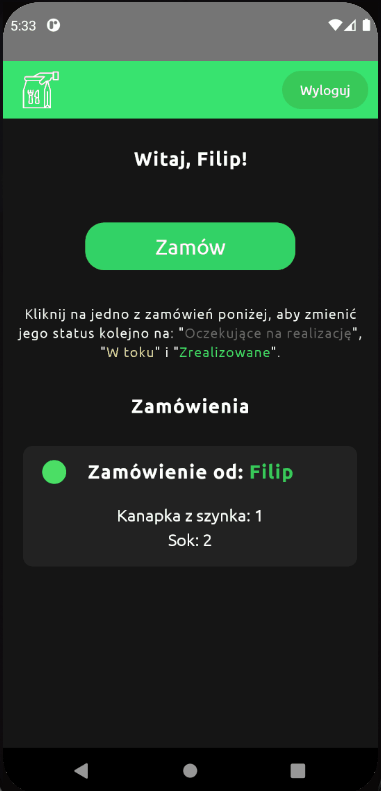 5:33
Wyloguj
Witaj, Filip!
Zamów
Kliknij na jedno z zamówień poniżej, aby zmienić
jego status kolejno na: "Oczekujące na realizację",
"W toku" i "Zrealizowane".
Zamówienia
Zamówienie od: Filip
Kanapka z szynka: 1
Sok: 2